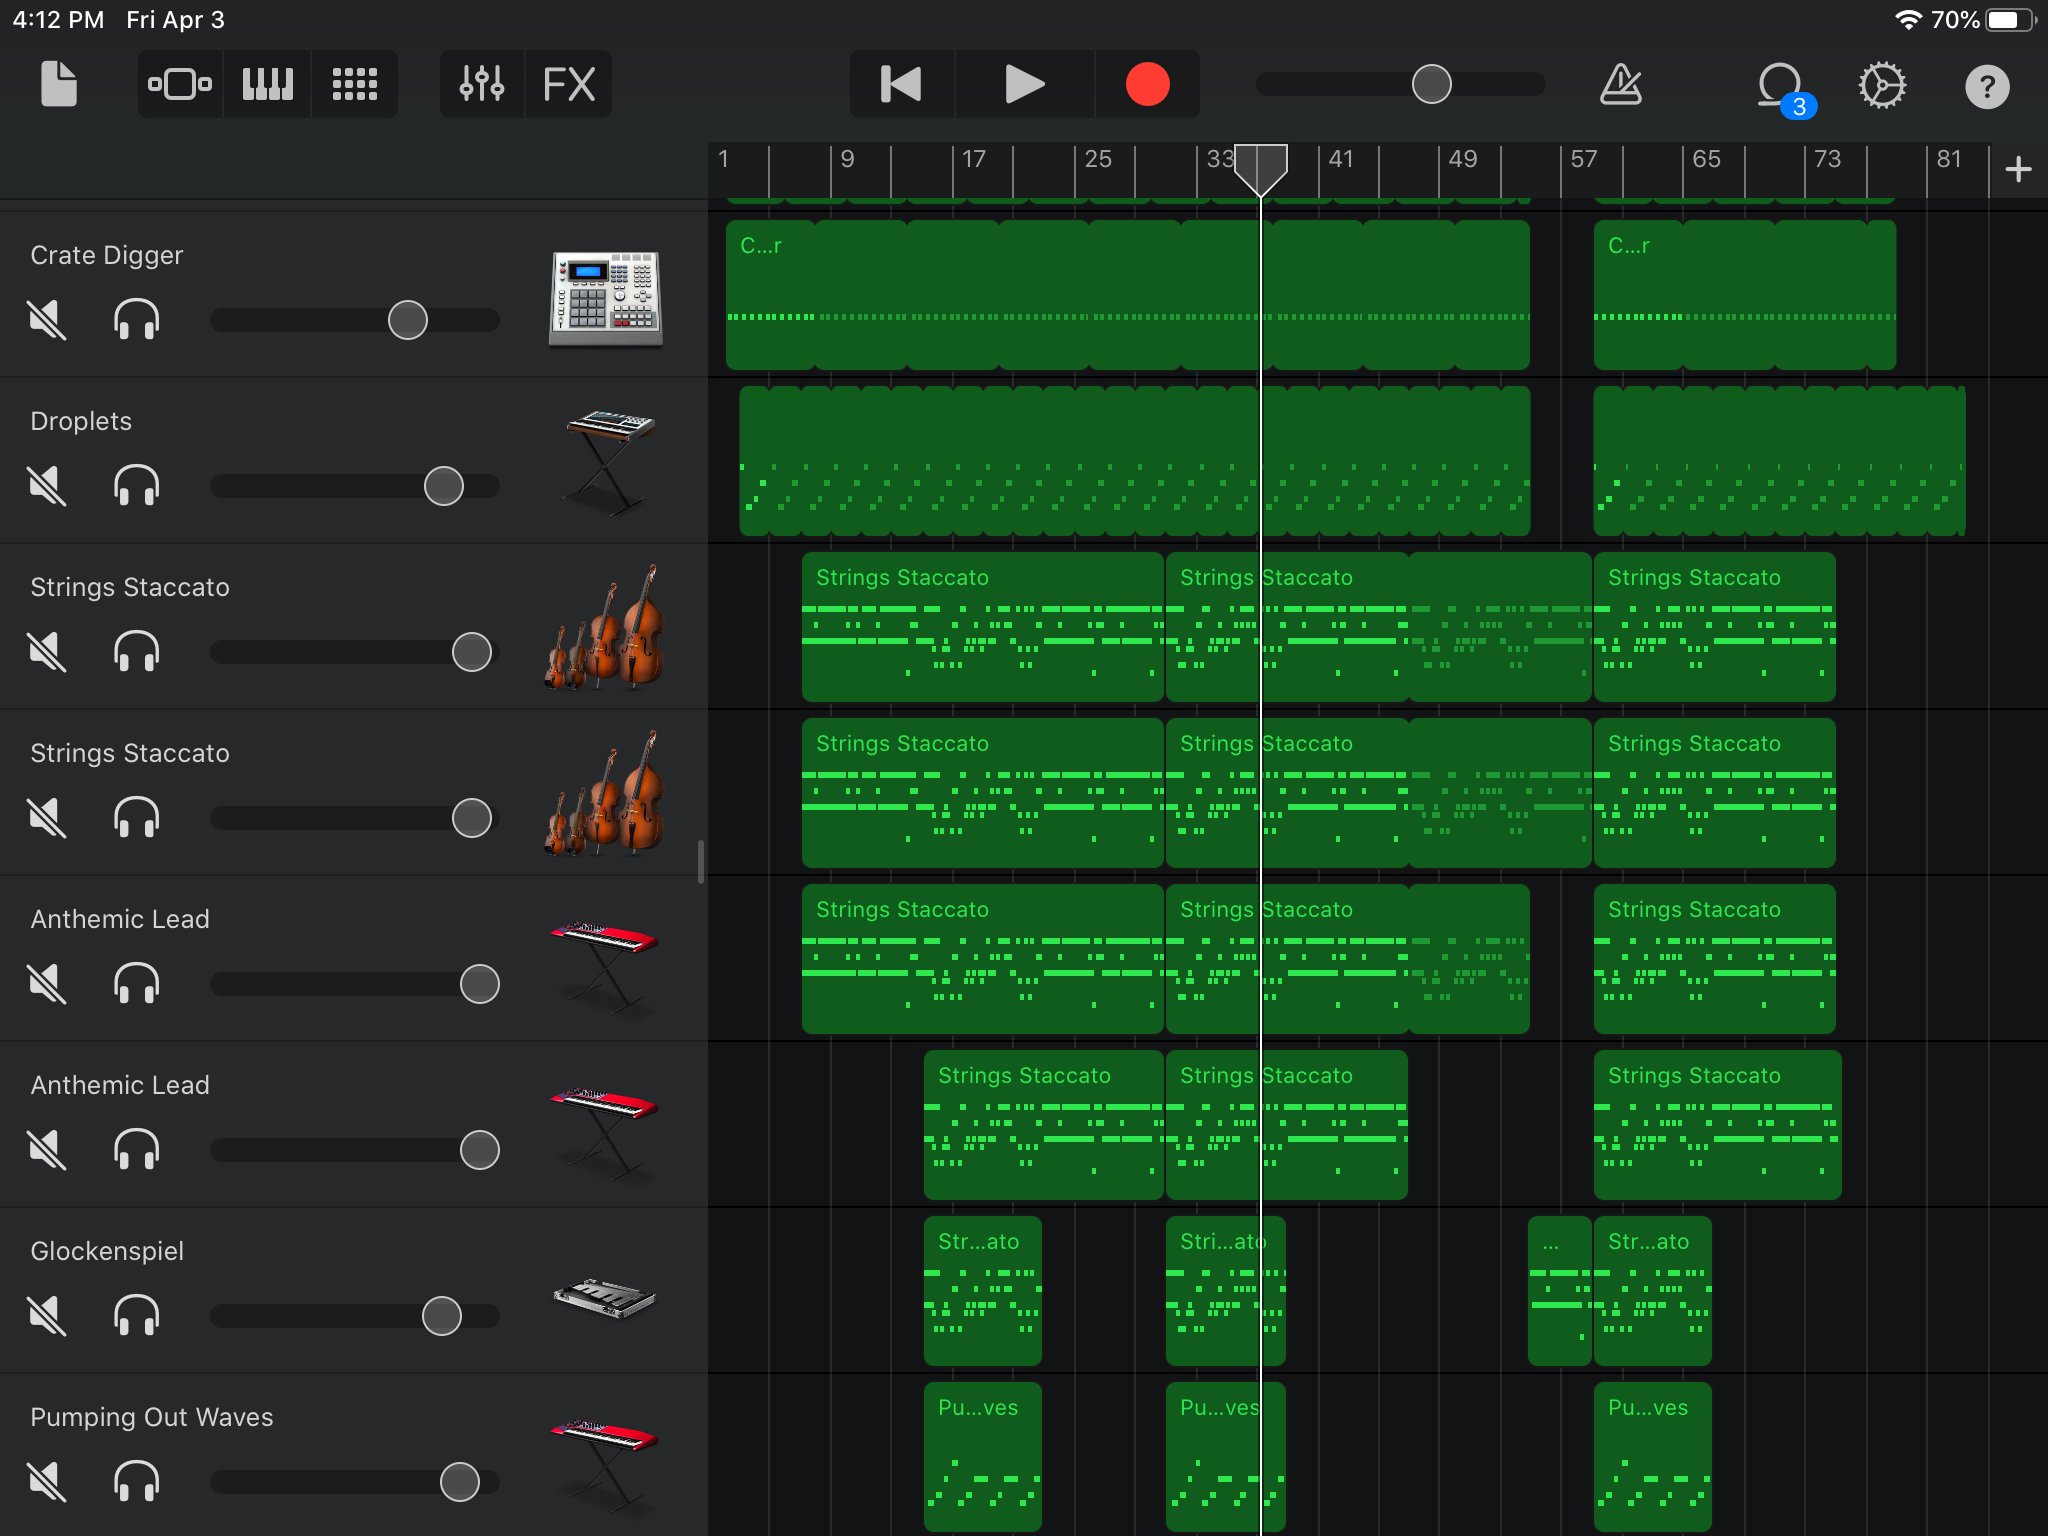 4:12 PM Fri Apr 3
70%
FX
3
?
1 9 17 25 33 41 49 57 65 73 81 +
Crate Digger
C...r C...r
Droplets
Strings Staccato
Strings Staccato Strings Staccato Strings Staccato
Strings Staccato
Strings Staccato Strings Staccato Strings Staccato
Anthemic Lead
Strings Staccato Strings Staccato Strings Staccato
Anthemic Lead
Strings Staccato Strings Staccato Strings Staccato
Glockenspiel
Str...ato Stri...ato ... Str...ato
Pumping Out Waves
Pu...ves Pu...ves Pu...ves